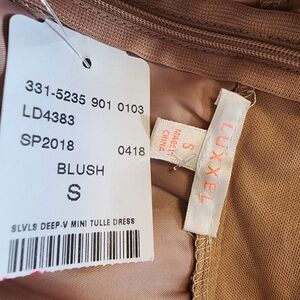 331-5235 901 0103
LD4383
SP2018 0418
BLUSH
S
SLVLS DEEP-V MINI TULLE DRESS
LUXXEL
S
MADE IN
CHINA